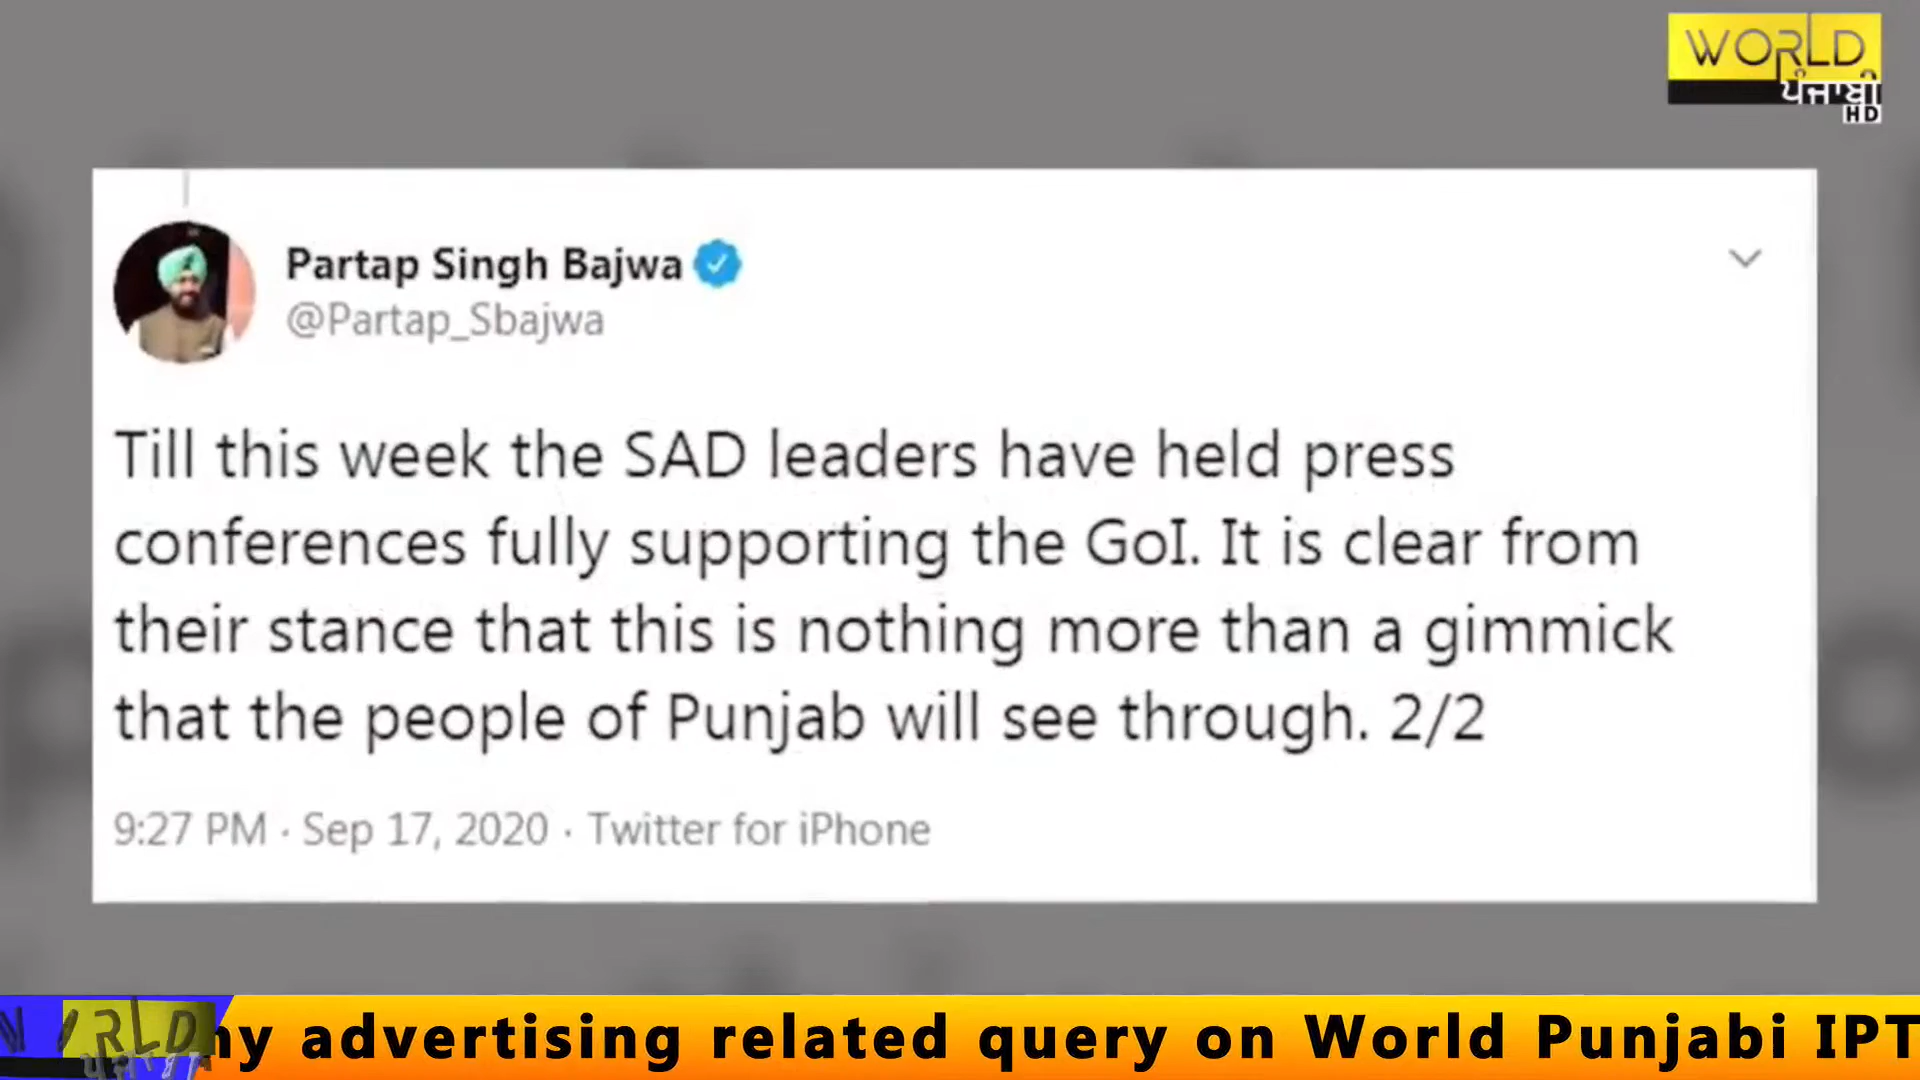 WORLD
ਪੰਜਾਬੀ
HD
Partap Singh Bajwa
@Partap_Sbajwa
Till this week the SAD leaders have held press
conferences fully supporting the GoI. It is clear from
their stance that this is nothing more than a gimmick
that the people of Punjab will see through. 2/2
9:27 PM · Sep 17, 2020 · Twitter for iPhone
WORLD
ਪੰਜਾਬੀ
ny advertising related query on World Punjabi IPT